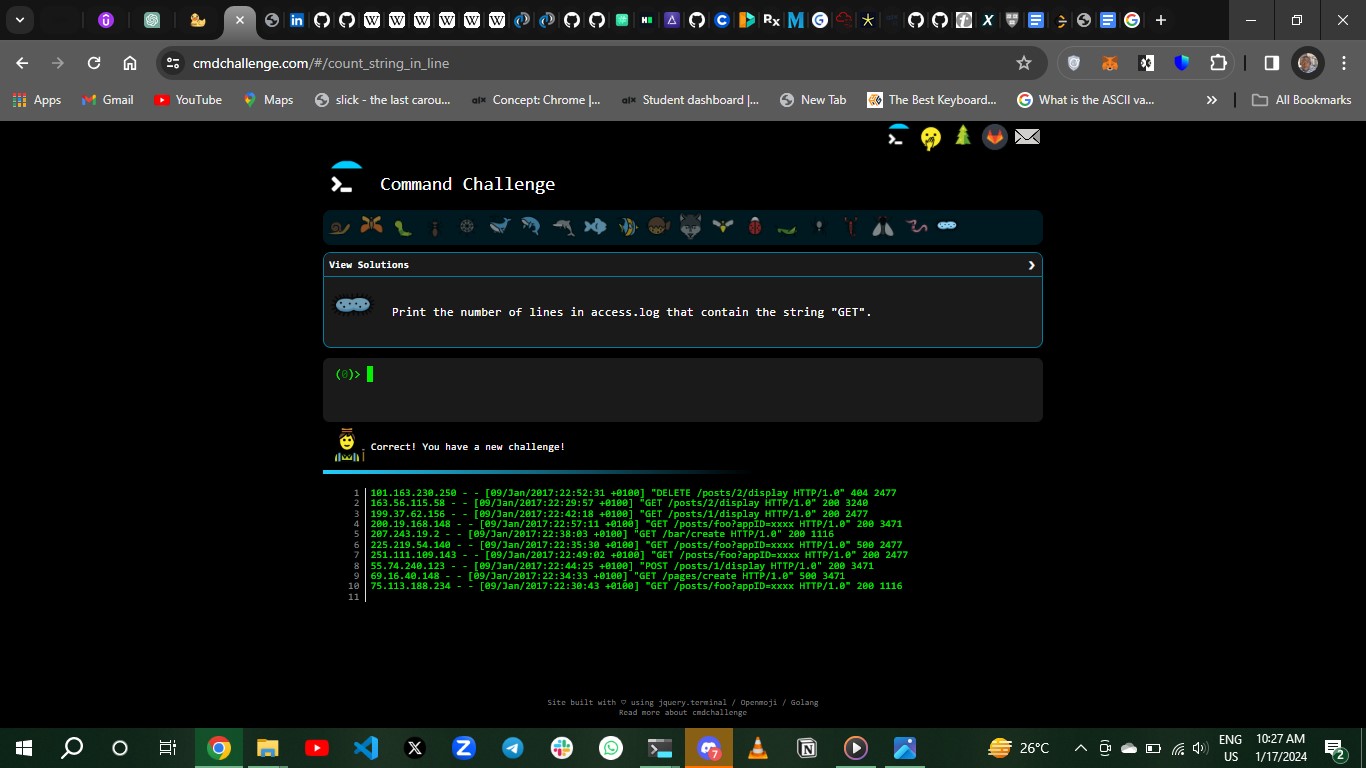 cmdchallenge.com/#/count_string_in_line
Apps
Gmail
YouTube
Maps
slick - the last carou...
Concept: Chrome |...
Student dashboard |...
New Tab
The Best Keyboard...
What is the ASCII va...
All Bookmarks
Command Challenge
View Solutions
Print the number of lines in access.log that contain the string "GET".
(0)>
Correct! You have a new challenge!
1 101.163.230.250 - - [09/Jan/2017:22:52:31 +0100] "DELETE /posts/2/display HTTP/1.0" 404 2477
2 163.56.115.58 - - [09/Jan/2017:22:29:57 +0100] "GET /posts/2/display HTTP/1.0" 200 3240
3 199.37.62.156 - - [09/Jan/2017:22:42:18 +0100] "GET /posts/1/display HTTP/1.0" 200 2477
4 200.19.168.148 - - [09/Jan/2017:22:57:11 +0100] "GET /posts/foo?appID=xxxx HTTP/1.0" 200 3471
5 207.243.19.2 - - [09/Jan/2017:22:38:03 +0100] "GET /bar/create HTTP/1.0" 200 1116
6 225.219.54.140 - - [09/Jan/2017:22:35:30 +0100] "GET /posts/foo?appID=xxxx HTTP/1.0" 500 2477
7 251.111.109.143 - - [09/Jan/2017:22:49:02 +0100] "GET /posts/foo?appID=xxxx HTTP/1.0" 200 2477
8 55.74.240.123 - - [09/Jan/2017:22:44:25 +0100] "POST /posts/1/display HTTP/1.0" 200 3471
9 69.16.40.148 - - [09/Jan/2017:22:34:33 +0100] "GET /pages/create HTTP/1.0" 500 3471
10 75.113.188.234 - - [09/Jan/2017:22:30:43 +0100] "GET /posts/foo?appID=xxxx HTTP/1.0" 200 1116
11
Site built with ♡ using jquery.terminal / Openmoji / Golang
Read more about cmdchallenge
26°C
ENG
US
10:27 AM
1/17/2024
2
7